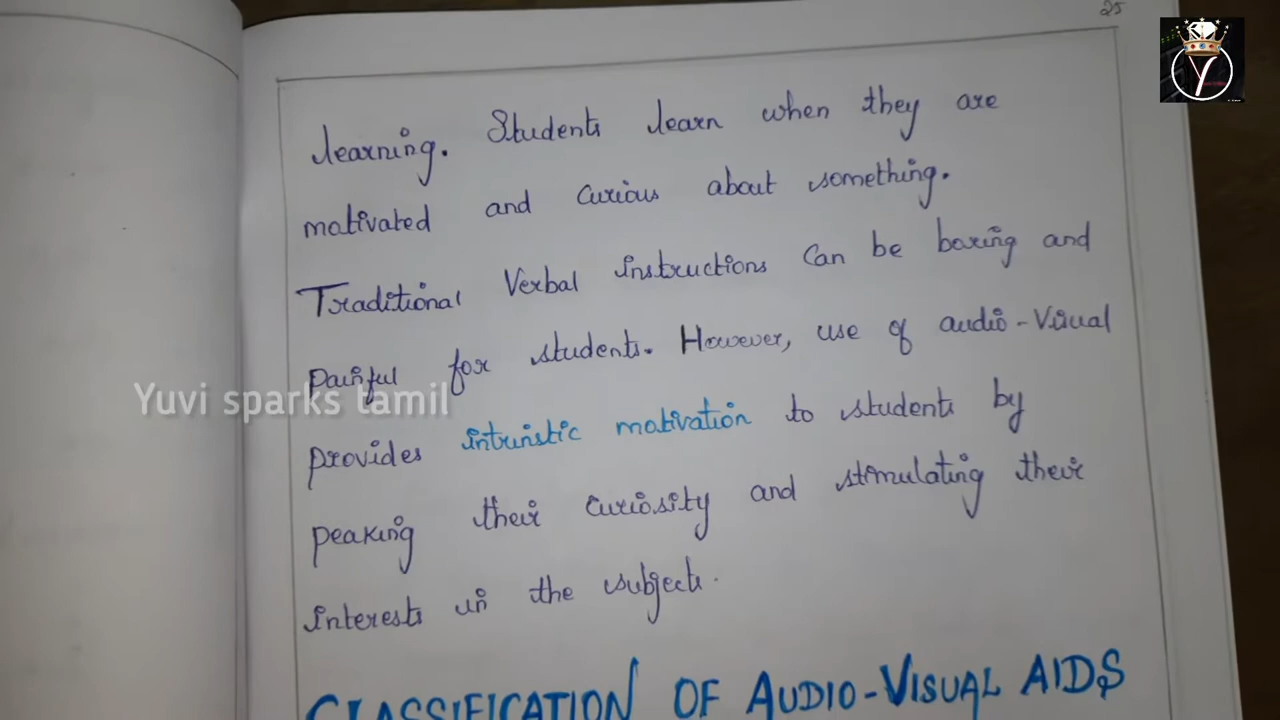 25
learning. Students learn when they are
motivated and curious about something.
Traditional Verbal instructions can be boring and
painful for students. However, use of audio-Visual
Yuvi sparks tamil
provides intrinstic motivation to students by
peaking their curiosity and stimulating their
interests in the subjects.
CLASSIFICATION OF AUDIO-VISUAL AIDS